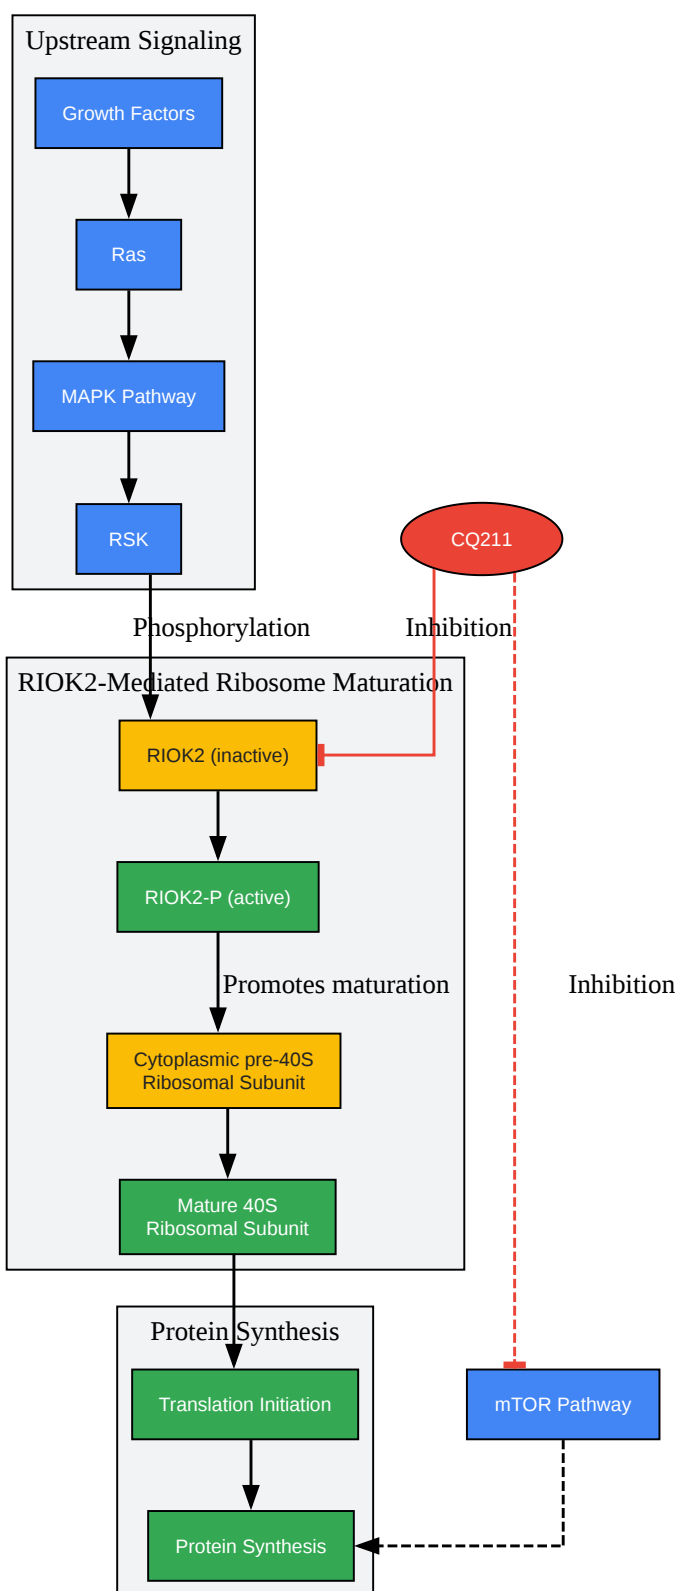 Upstream Signaling
Growth Factors
Ras
MAPK Pathway
RSK
CQ211
Phosphorylation
Inhibition
RIOK2-Mediated Ribosome Maturation
RIOK2 (inactive)
RIOK2-P (active)
Promotes maturation
Inhibition
Cytoplasmic pre-40S
Ribosomal Subunit
Mature 40S
Ribosomal Subunit
Protein Synthesis
Translation Initiation
mTOR Pathway
Protein Synthesis